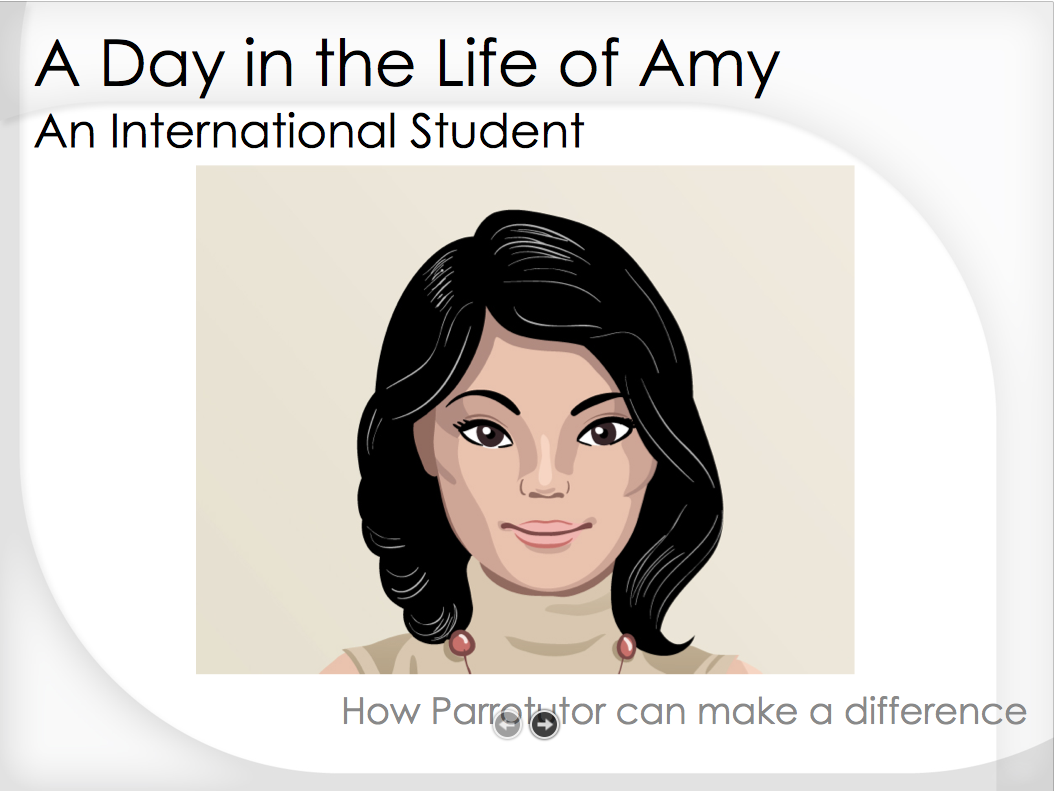 A Day in the Life of Amy
An International Student
How Parrotutor can make a difference